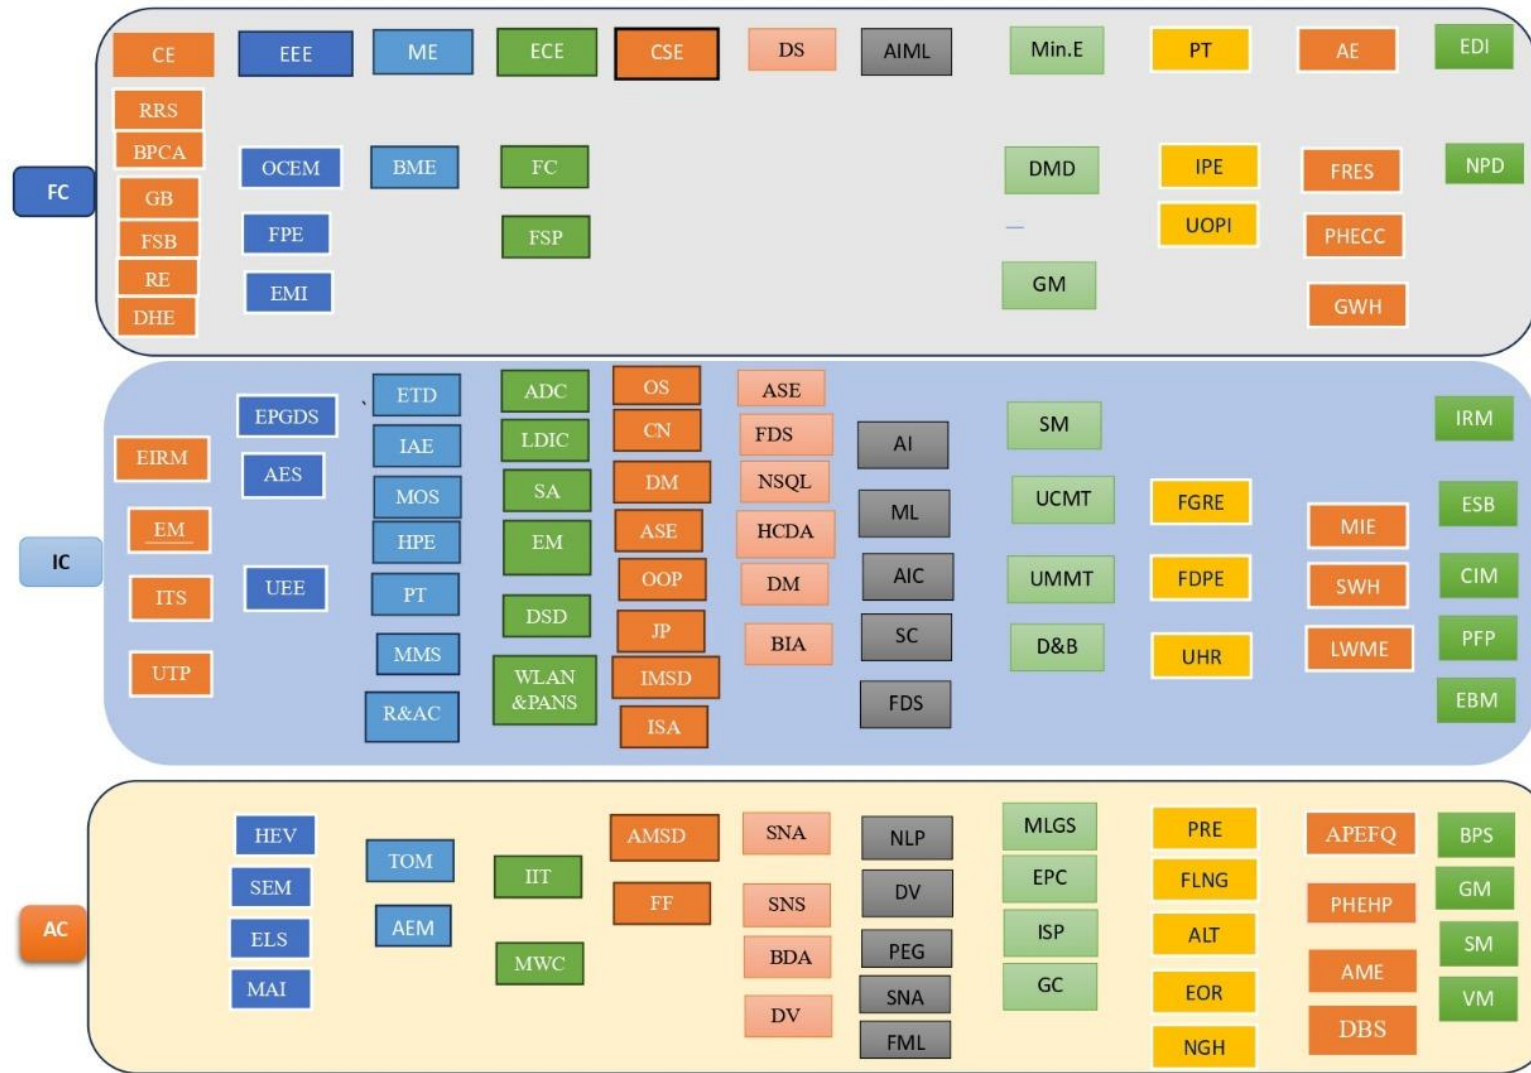 CE
EEE
ME
ECE
CSE
DS
AIML
Min.E
PT
AE
EDI
RRS
BPCA
GB
FSB
RE
DHE
OCEM
FPE
EMI
BME
FC
FSP
DMD
GM
IPE
UOPI
FRES
PHECC
GWH
NPD
FC
EIRM
EM
ITS
UTP
EPGDS
AES
UEE
ETD
IAE
MOS
HPE
PT
MMS
R&AC
ADC
LDIC
SA
EM
DSD
WLAN
&PANS
OS
CN
DM
ASE
OOP
JP
IMSD
ISA
ASE
FDS
NSQL
HCDA
DM
BIA
AI
ML
AIC
SC
FDS
SM
UCMT
UMMT
D&B
FGRE
FDPE
UHR
MIE
SWH
LWME
IRM
ESB
CIM
PFP
EBM
IC
HEV
SEM
ELS
MAI
TOM
AEM
IIT
MWC
AMSD
FF
SNA
SNS
BDA
DV
NLP
DV
PEG
SNA
FML
MLGS
EPC
ISP
GC
PRE
FLNG
ALT
EOR
NGH
APEFQ
PHEHP
AME
DBS
BPS
GM
SM
VM
AC